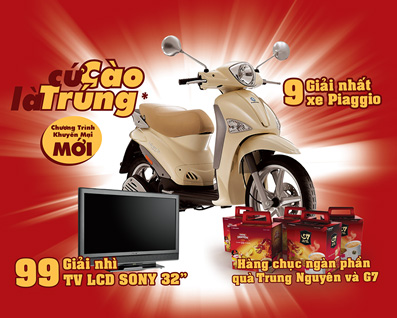 cứ Cào
là Trúng*
Chương Trình
Khuyến Mại
MỚI
9 Giải nhất
xe Piaggio
99 Giải nhì
TV LCD SONY 32”
Hàng chục ngàn phần
quà Trung Nguyên và G7
G7